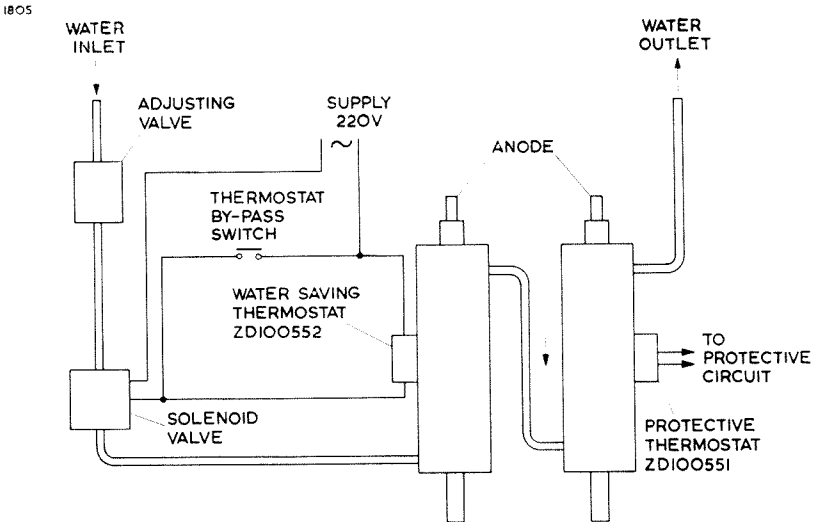 1805
WATER
INLET
WATER
OUTLET
ADJUSTING
VALVE
SUPPLY
220V
~
ANODE
THERMOSTAT
BY-PASS
SWITCH
WATER SAVING
THERMOSTAT
ZD100552
TO
PROTECTIVE
CIRCUIT
SOLENOID
VALVE
PROTECTIVE
THERMOSTAT
ZD100551